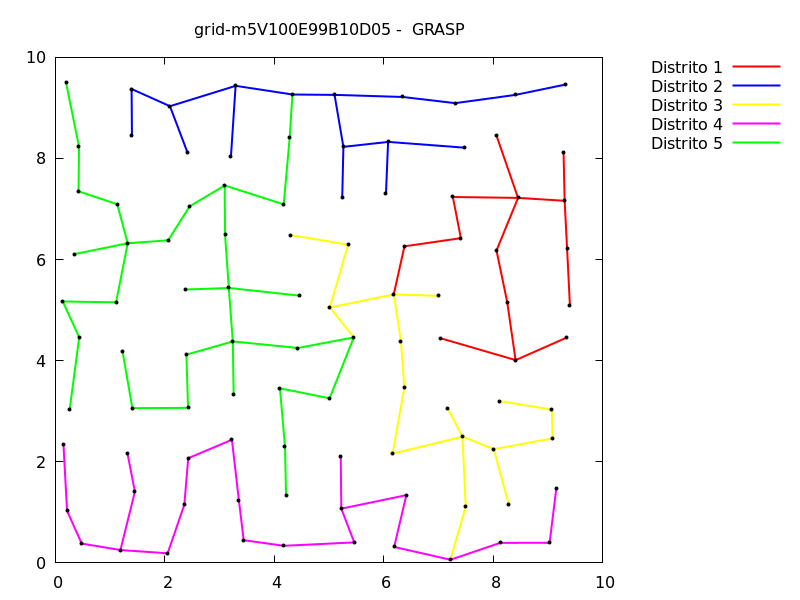 grid-m5V100E99B10D05 -  GRASP
Distrito 1
Distrito 2
Distrito 3
Distrito 4
Distrito 5
10
8
6
4
2
0
0 2 4 6 8 10